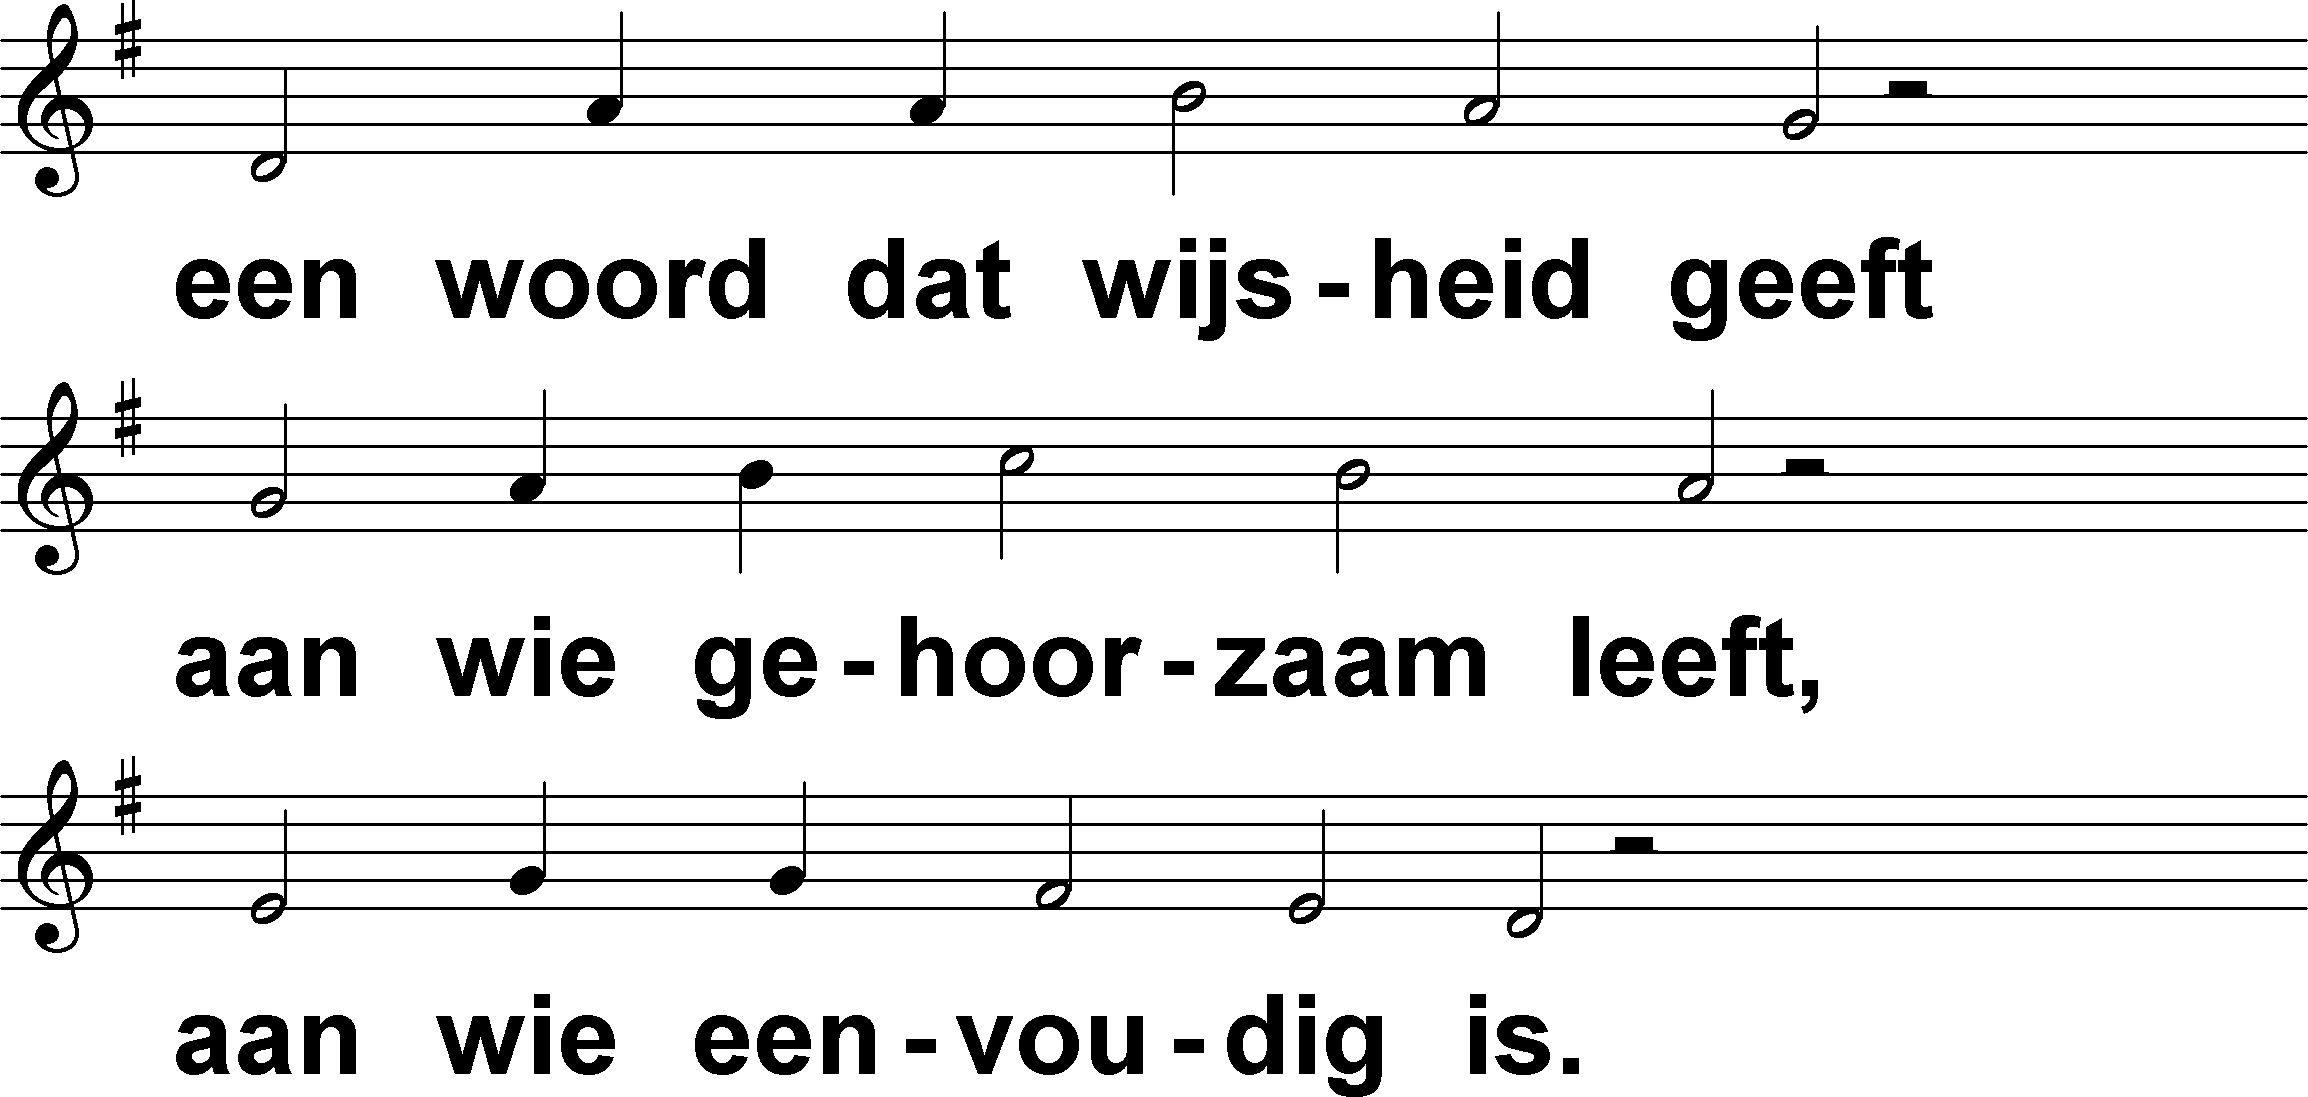 een woord dat wijs - heid geeft
aan wie ge - hoor - zaam leeft,
aan wie een - vou - dig is.